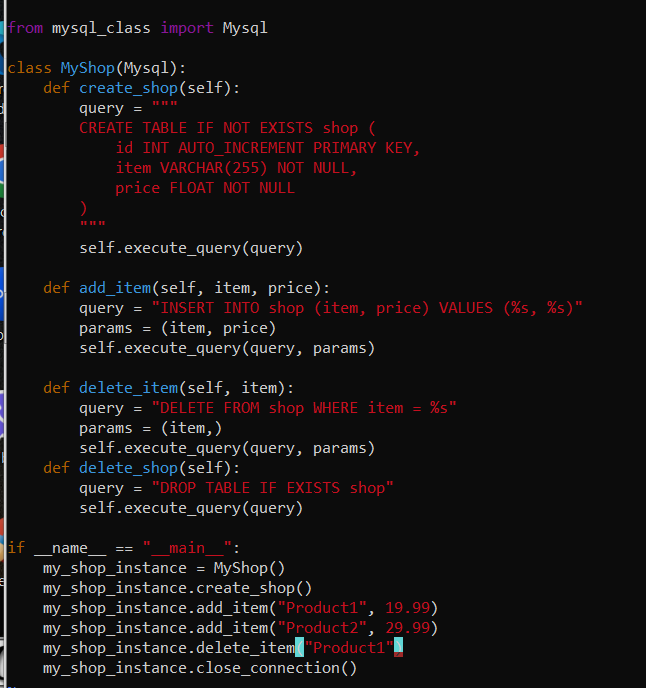 from mysql_class import Mysql

class MyShop(Mysql):
    def create_shop(self):
        query = """
        CREATE TABLE IF NOT EXISTS shop (
            id INT AUTO_INCREMENT PRIMARY KEY,
            item VARCHAR(255) NOT NULL,
            price FLOAT NOT NULL
        )
        """
        self.execute_query(query)

    def add_item(self, item, price):
        query = "INSERT INTO shop (item, price) VALUES (%s, %s)"
        params = (item, price)
        self.execute_query(query, params)

    def delete_item(self, item):
        query = "DELETE FROM shop WHERE item = %s"
        params = (item,)
        self.execute_query(query, params)
    def delete_shop(self):
        query = "DROP TABLE IF EXISTS shop"
        self.execute_query(query)

if __name__ == "__main__":
    my_shop_instance = MyShop()
    my_shop_instance.create_shop()
    my_shop_instance.add_item("Product1", 19.99)
    my_shop_instance.add_item("Product2", 29.99)
    my_shop_instance.delete_item("Product1")
    my_shop_instance.close_connection()